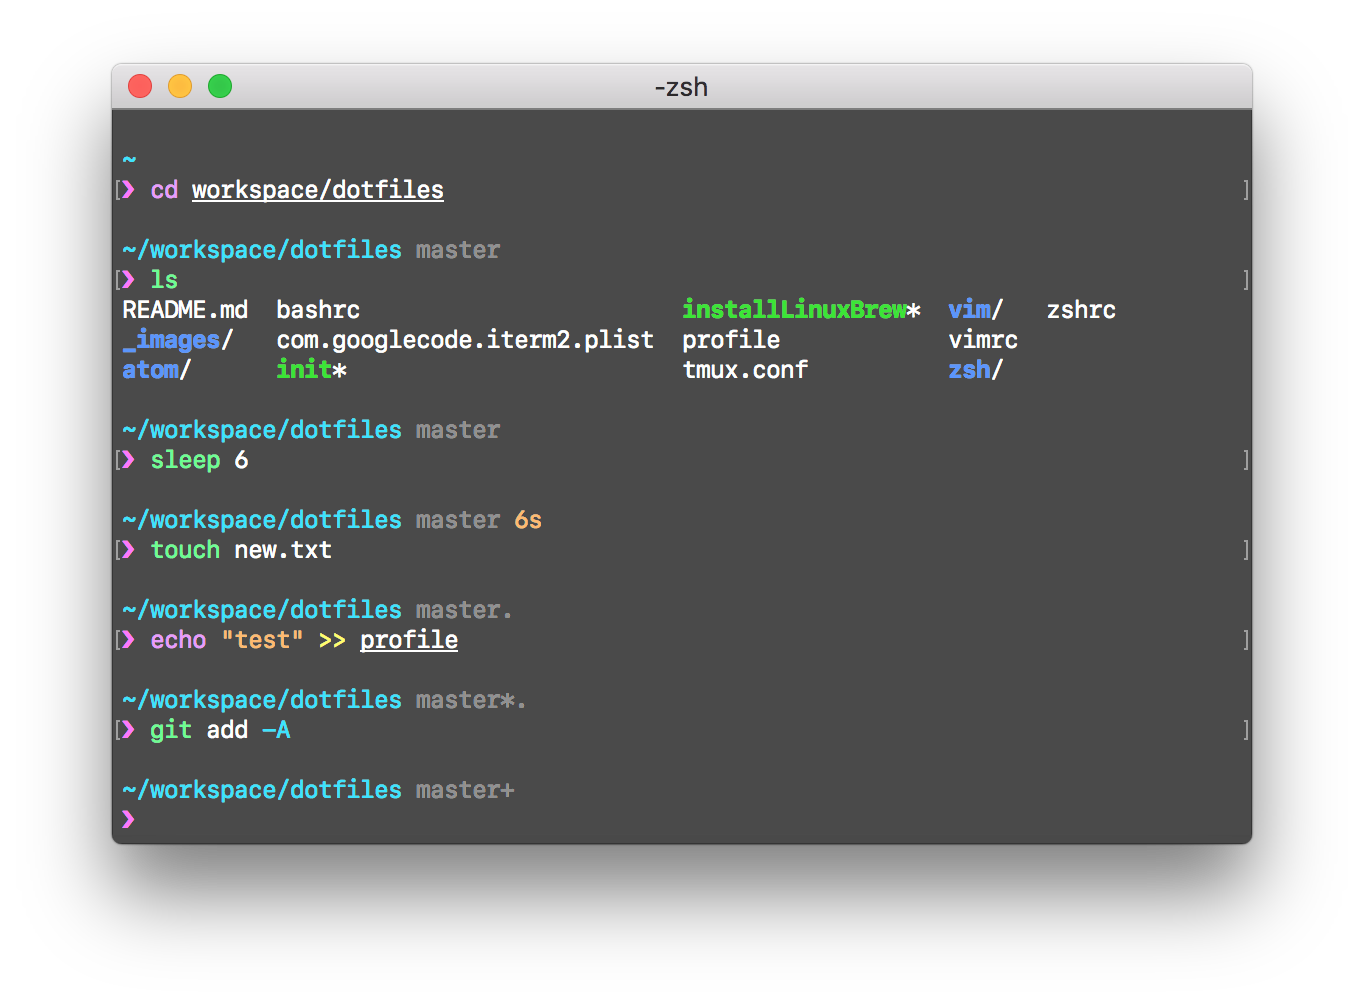 -zsh
~
[❯ cd workspace/dotfiles ]
~/workspace/dotfiles master
[❯ ls ]
README.md  bashrc                       installLinuxBrew*  vim/   zshrc
_images/   com.googlecode.iterm2.plist  profile            vimrc
atom/      init*                        tmux.conf          zsh/
~/workspace/dotfiles master
[❯ sleep 6 ]
~/workspace/dotfiles master 6s
[❯ touch new.txt ]
~/workspace/dotfiles master.
[❯ echo "test" >> profile ]
~/workspace/dotfiles master*.
[❯ git add -A ]
~/workspace/dotfiles master+
❯